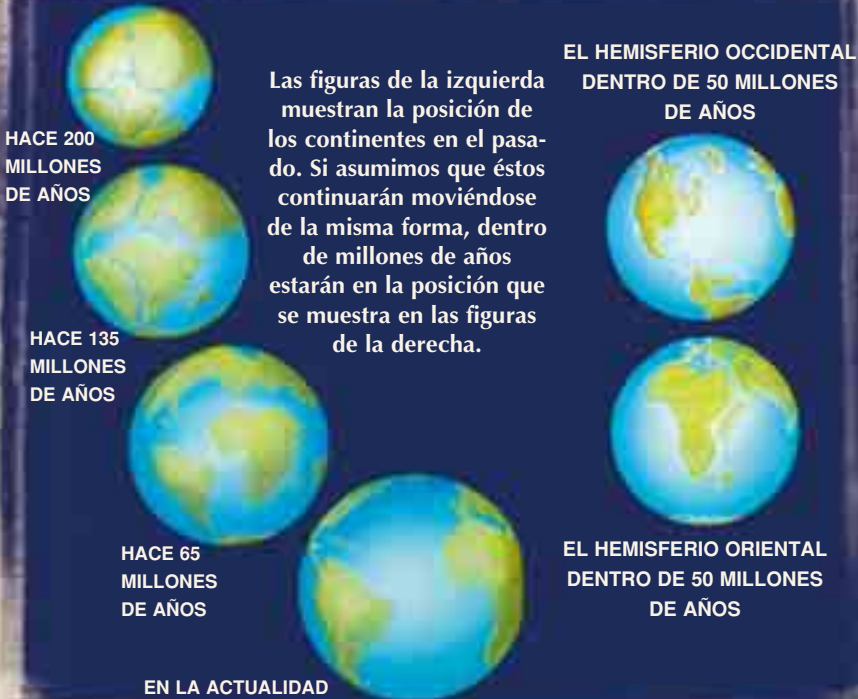 HACE 200
MILLONES
DE AÑOS
HACE 135
MILLONES
DE AÑOS
HACE 65
MILLONES
DE AÑOS
EN LA ACTUALIDAD
Las figuras de la izquierda
muestran la posición de
los continentes en el pasa-
do. Si asumimos que éstos
continuarán moviéndose
de la misma forma, dentro
de millones de años
estarán en la posición que
se muestra en las figuras
de la derecha.
EL HEMISFERIO OCCIDENTAL
DENTRO DE 50 MILLONES
DE AÑOS
EL HEMISFERIO ORIENTAL
DENTRO DE 50 MILLONES
DE AÑOS